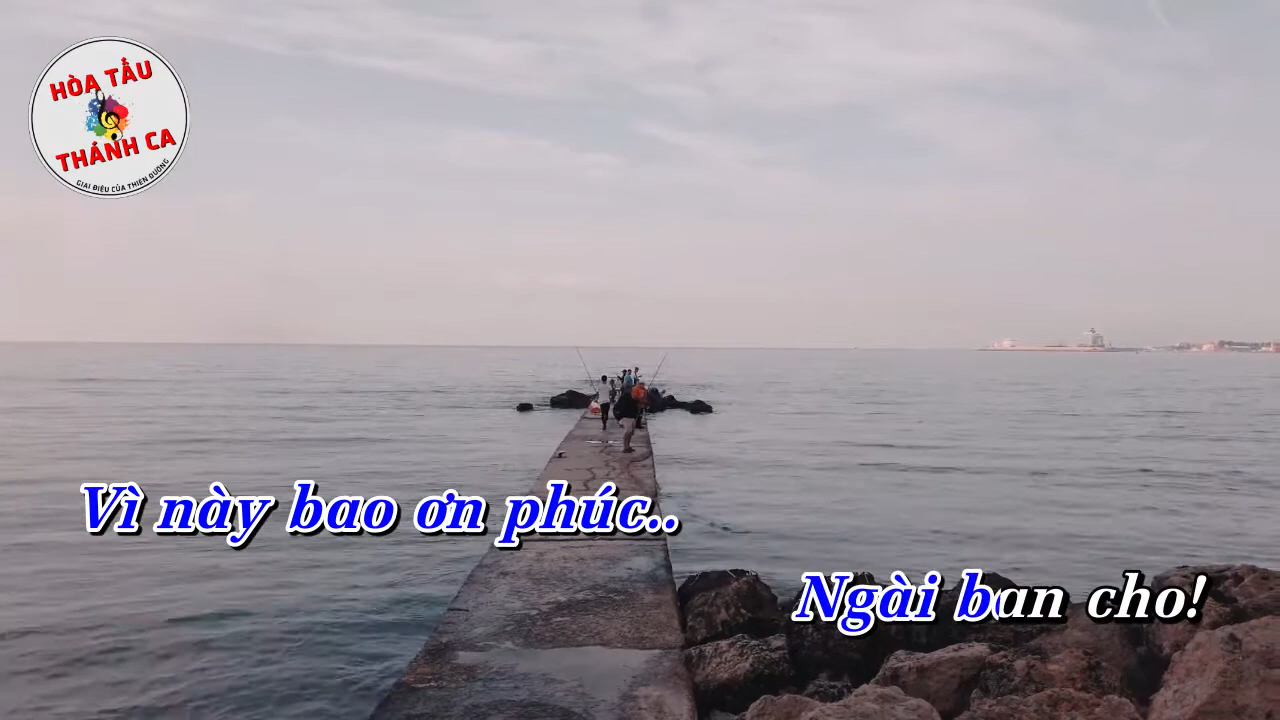 HÒA TẤU
THÁNH CA
GIAI ĐIỆU CỦA THIÊN ĐƯỜNG
Vì này bao ơn phúc..
Ngài ban cho!